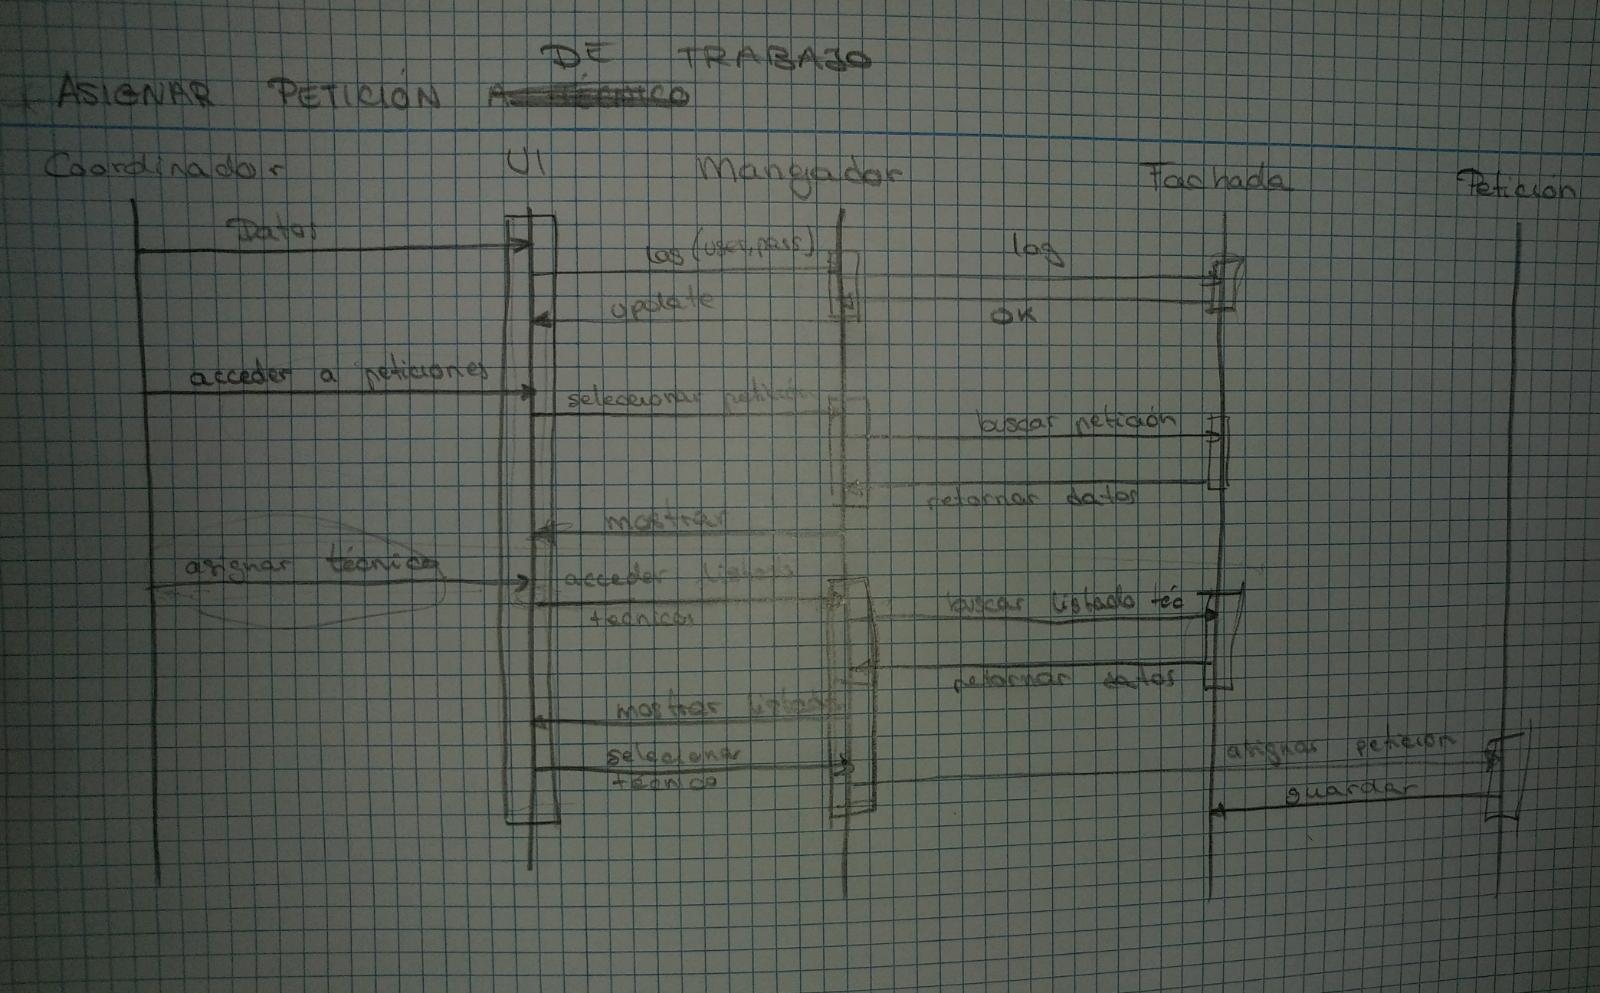 DE TRABAJO
ASIGNAR PETICIÓN
Coordinador UI Mangador Fachada Petición
Datos
log (user, pass) log
update OK
acceder a peticiones
seleccionar petición
buscar petición
retornar datos
mostrar
asignar técnico
acceder listado
técnicos
buscar listado téc
retornar datos
mostrar listado
seleccionar
técnico
asignar petición
guardar